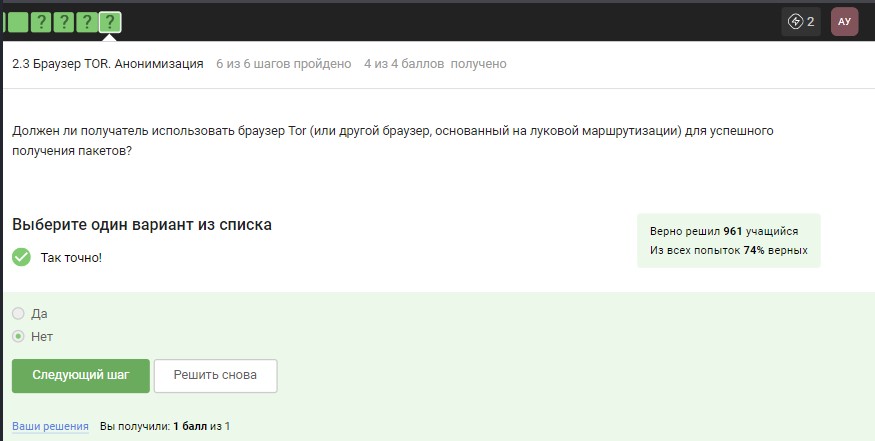 ? ? ? ?
2 АУ
2.3 Браузер TOR. Анонимизация 6 из 6 шагов пройдено 4 из 4 баллов получено
Должен ли получатель использовать браузер Tor (или другой браузер, основанный на луковой маршрутизации) для успешного
получения пакетов?
Выберите один вариант из списка
Так точно!
Верно решил 961 учащийся
Из всех попыток 74% верных
Да
Нет
Следующий шаг Решить снова
Ваши решения Вы получили: 1 балл из 1